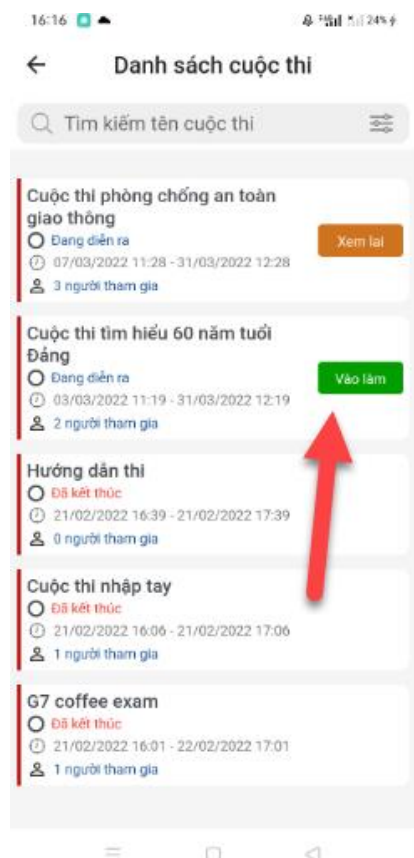 16:16
24%
Danh sách cuộc thi
Tìm kiếm tên cuộc thi
Cuộc thi phòng chống an toàn
giao thông
Đang diễn ra
Xem lại
07/03/2022 11:28 - 31/03/2022 12:28
3 người tham gia
Cuộc thi tìm hiểu 60 năm tuổi
Đảng
Đang diễn ra
Vào làm
03/03/2022 11:19 - 31/03/2022 12:19
2 người tham gia
Hướng dẫn thi
Đã kết thúc
21/02/2022 16:39 - 21/02/2022 17:39
0 người tham gia
Cuộc thi nhập tay
Đã kết thúc
21/02/2022 16:06 - 21/02/2022 17:06
1 người tham gia
G7 coffee exam
Đã kết thúc
21/02/2022 16:01 - 22/02/2022 17:01
1 người tham gia